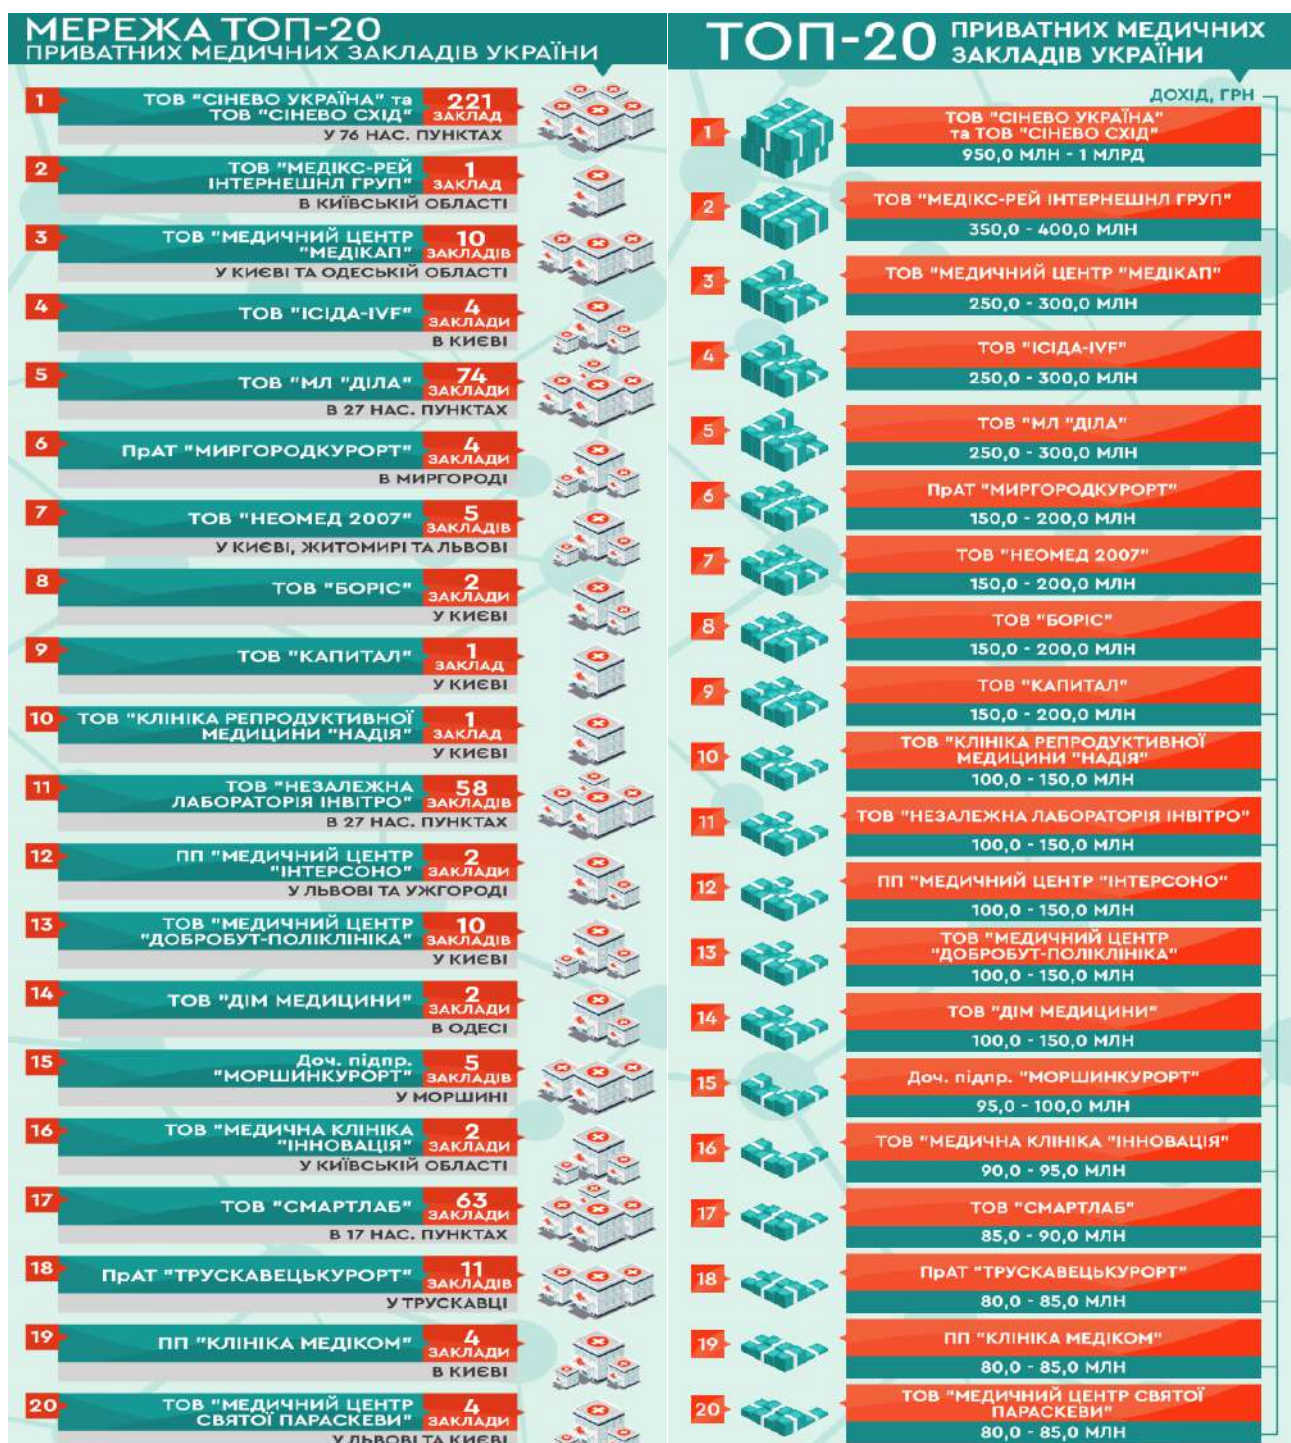 МЕРЕЖА ТОП-20
ПРИВАТНИХ МЕДИЧНИХ ЗАКЛАДІВ УКРАЇНИ
1
ТОВ "СІНЕВО УКРАЇНА" та
ТОВ "СІНЕВО СХІД"
221
ЗАКЛАД
У 76 НАС. ПУНКТАХ
2
ТОВ "МЕДІКС-РЕЙ
ІНТЕРНЕШНЛ ГРУП"
1
ЗАКЛАД
В КИЇВСЬКІЙ ОБЛАСТІ
3
ТОВ "МЕДИЧНИЙ ЦЕНТР
"МЕДІКАП"
10
ЗАКЛАДІВ
У КИЄВІ ТА ОДЕСЬКІЙ ОБЛАСТІ
4
ТОВ "ІСІДА-IVF"
4
ЗАКЛАДИ
В КИЄВІ
5
ТОВ "МЛ "ДІЛА"
74
ЗАКЛАДИ
В 27 НАС. ПУНКТАХ
6
ПрАТ "МИРГОРОДКУРОРТ"
4
ЗАКЛАДИ
В МИРГОРОДІ
7
ТОВ "НЕОМЕД 2007"
5
ЗАКЛАДІВ
У КИЄВІ, ЖИТОМИРІ ТА ЛЬВОВІ
8
ТОВ "БОРІС"
2
ЗАКЛАДИ
У КИЄВІ
9
ТОВ "КАПИТАЛ"
1
ЗАКЛАД
У КИЄВІ
10
ТОВ "КЛІНІКА РЕПРОДУКТИВНОЇ
МЕДИЦИНИ "НАДІЯ"
1
ЗАКЛАД
У КИЄВІ
11
ТОВ "НЕЗАЛЕЖНА
ЛАБОРАТОРІЯ ІНВІТРО"
58
ЗАКЛАДІВ
В 27 НАС. ПУНКТАХ
12
ПП "МЕДИЧНИЙ ЦЕНТР
"ІНТЕРСОНО"
2
ЗАКЛАДИ
У ЛЬВОВІ ТА УЖГОРОДІ
13
ТОВ "МЕДИЧНИЙ ЦЕНТР
"ДОБРОБУТ-ПОЛІКЛІНІКА"
10
ЗАКЛАДІВ
У КИЄВІ
14
ТОВ "ДІМ МЕДИЦИНИ"
2
ЗАКЛАДИ
В ОДЕСІ
15
Доч. підпр.
"МОРШИНКУРОРТ"
5
ЗАКЛАДІВ
У МОРШИНІ
16
ТОВ "МЕДИЧНА КЛІНІКА
"ІННОВАЦІЯ"
2
ЗАКЛАДИ
У КИЇВСЬКІЙ ОБЛАСТІ
17
ТОВ "СМАРТЛАБ"
63
ЗАКЛАДИ
В 17 НАС. ПУНКТАХ
18
ПрАТ "ТРУСКАВЕЦЬКУРОРТ"
11
ЗАКЛАДІВ
У ТРУСКАВЦІ
19
ПП "КЛІНІКА МЕДІКОМ"
4
ЗАКЛАДИ
В КИЄВІ
20
ТОВ "МЕДИЧНИЙ ЦЕНТР
СВЯТОЇ ПАРАСКЕВИ"
4
ЗАКЛАДИ
У ЛЬВОВІ ТА КИЄВІ
ТОП-20
ПРИВАТНИХ МЕДИЧНИХ
ЗАКЛАДІВ УКРАЇНИ
ДОХІД, ГРН
1
ТОВ "СІНЕВО УКРАЇНА"
та ТОВ "СІНЕВО СХІД"
950,0 МЛН - 1 МЛРД
2
ТОВ "МЕДІКС-РЕЙ ІНТЕРНЕШНЛ ГРУП"
350,0 - 400,0 МЛН
3
ТОВ "МЕДИЧНИЙ ЦЕНТР "МЕДІКАП"
250,0 - 300,0 МЛН
4
ТОВ "ІСІДА-IVF"
250,0 - 300,0 МЛН
5
ТОВ "МЛ "ДІЛА"
250,0 - 300,0 МЛН
6
ПрАТ "МИРГОРОДКУРОРТ"
150,0 - 200,0 МЛН
7
ТОВ "НЕОМЕД 2007"
150,0 - 200,0 МЛН
8
ТОВ "БОРІС"
150,0 - 200,0 МЛН
9
ТОВ "КАПИТАЛ"
150,0 - 200,0 МЛН
10
ТОВ "КЛІНІКА РЕПРОДУКТИВНОЇ
МЕДИЦИНИ "НАДІЯ"
100,0 - 150,0 МЛН
11
ТОВ "НЕЗАЛЕЖНА ЛАБОРАТОРІЯ ІНВІТРО"
100,0 - 150,0 МЛН
12
ПП "МЕДИЧНИЙ ЦЕНТР "ІНТЕРСОНО"
100,0 - 150,0 МЛН
13
ТОВ "МЕДИЧНИЙ ЦЕНТР
"ДОБРОБУТ-ПОЛІКЛІНІКА"
100,0 - 150,0 МЛН
14
ТОВ "ДІМ МЕДИЦИНИ"
100,0 - 150,0 МЛН
15
Доч. підпр. "МОРШИНКУРОРТ"
95,0 - 100,0 МЛН
16
ТОВ "МЕДИЧНА КЛІНІКА "ІННОВАЦІЯ"
90,0 - 95,0 МЛН
17
ТОВ "СМАРТЛАБ"
85,0 - 90,0 МЛН
18
ПрАТ "ТРУСКАВЕЦЬКУРОРТ"
80,0 - 85,0 МЛН
19
ПП "КЛІНІКА МЕДІКОМ"
80,0 - 85,0 МЛН
20
ТОВ "МЕДИЧНИЙ ЦЕНТР СВЯТОЇ
ПАРАСКЕВИ"
80,0 - 85,0 МЛН